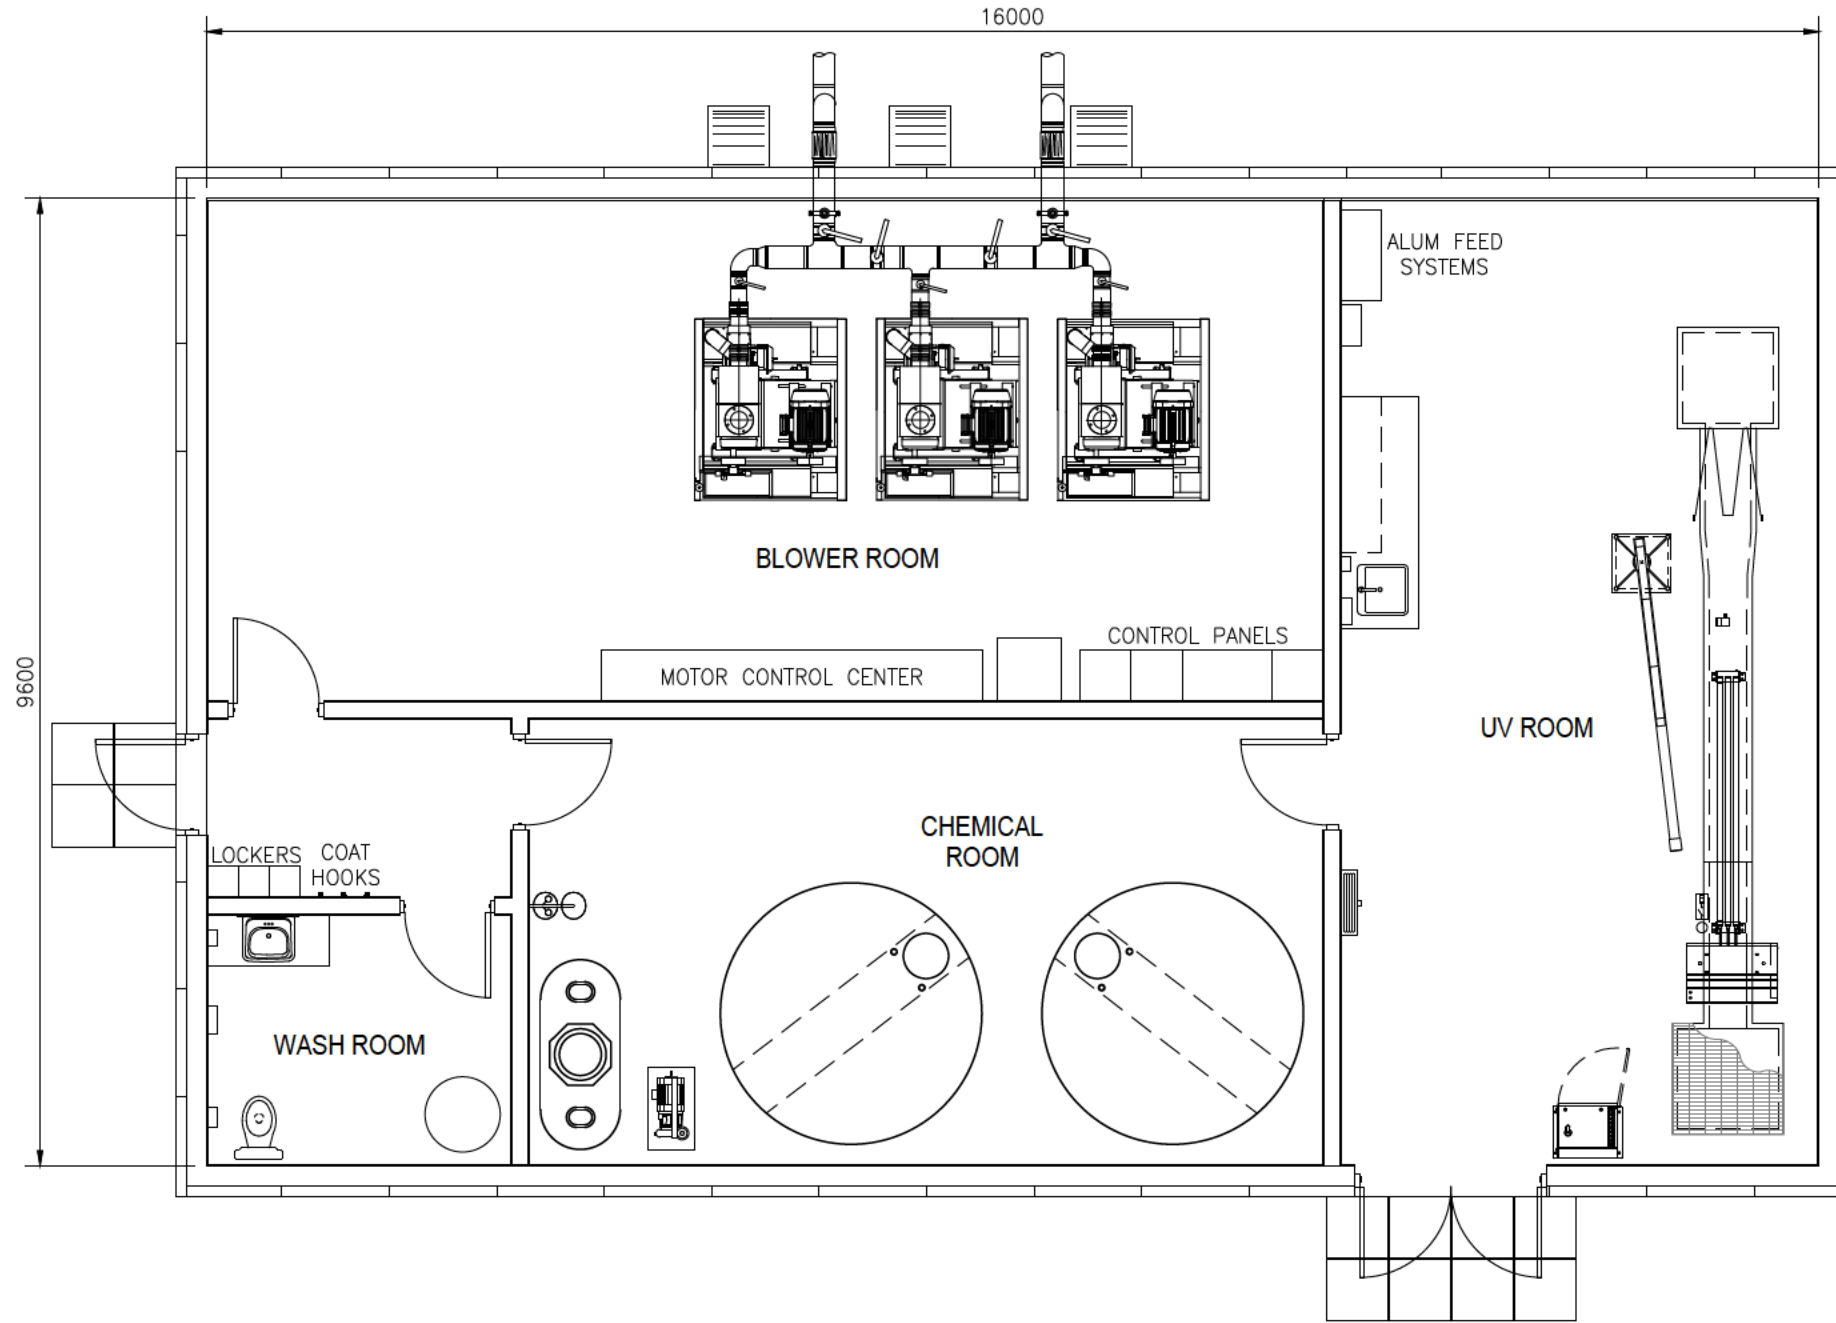 16000
ALUM FEED
SYSTEMS
BLOWER ROOM
CONTROL PANELS
MOTOR CONTROL CENTER
9600
UV ROOM
CHEMICAL
ROOM
LOCKERS
COAT
HOOKS
WASH ROOM